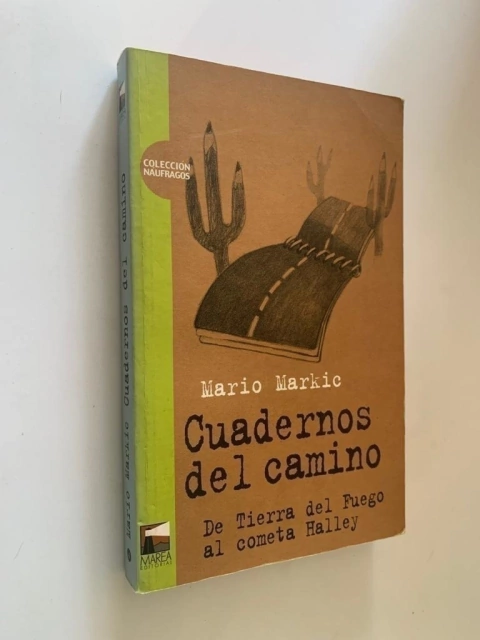 COLECCIÓN
NAUFRAGOS
Mario Markic
Cuadernos
del camino
De Tierra del Fuego
al cometa Halley
MAREA
EDITORIAL
Mario Markic Cuadernos del camino